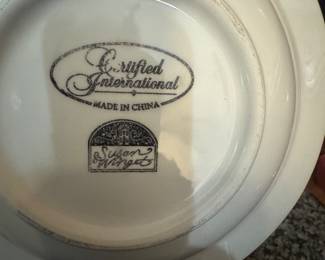 Certified
International
MADE IN CHINA
Susan
Winget